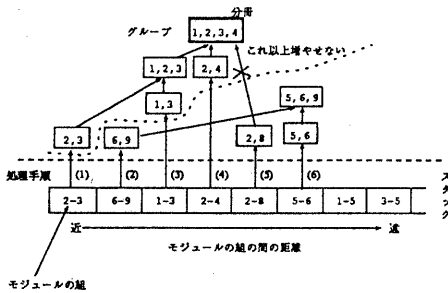 分冊
グループ
1,2,3,4
これ以上増やせない
1,2,3
2,4
1,3
5,6,9
2,3
6,9
2,8
5,6
処理手順
(1)
(2)
(3)
(4)
(5)
(6)
スタック
2-3
6-9
1-3
2-4
2-8
5-6
1-5
3-5
近
遠
モジュールの組の間の距離
モジュールの組